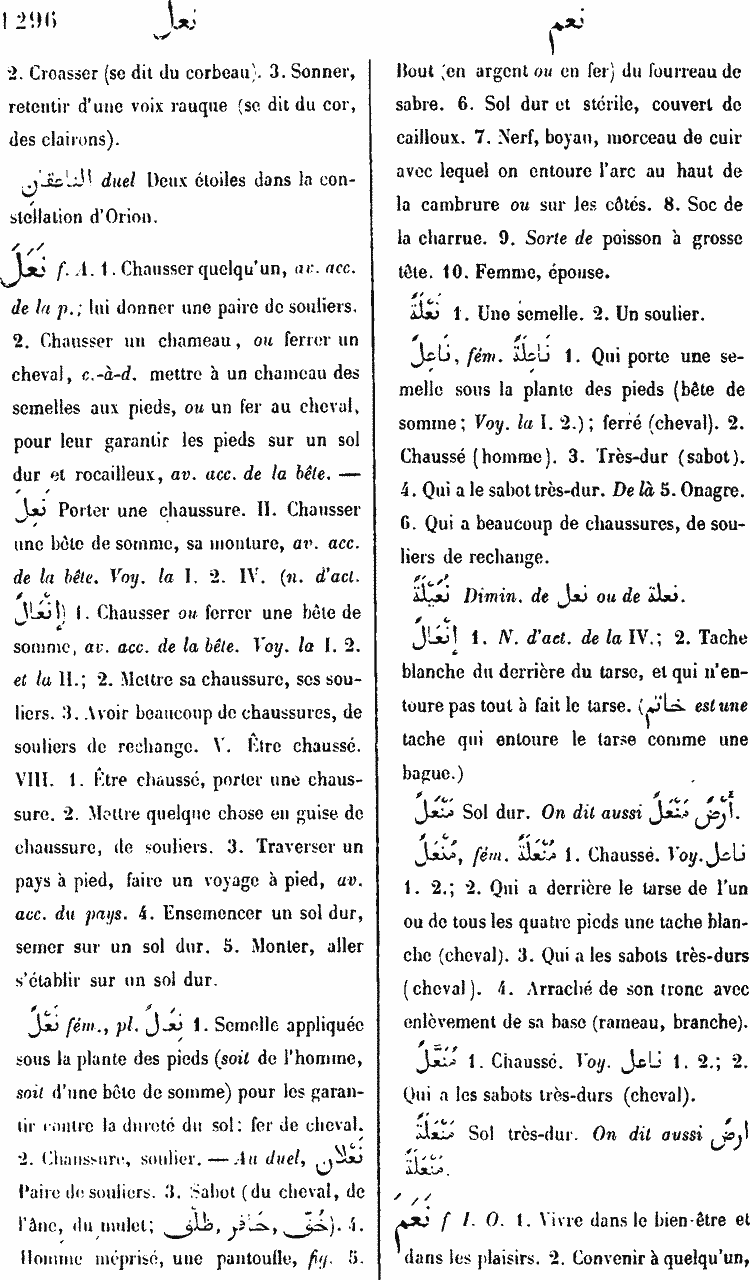 1296 نعل نعم
2. Croasser (se dit du corbeau). 3. Sonner,
retentir d'une voix rauque (se dit du cor,
des clairons).
النَاعِقَان duel Deux étoiles dans la con-
stellation d'Orion.
نَعَلَ f. A. 1. Chausser quelqu'un, av. acc.
de la p.; lui donner une paire de souliers.
2. Chausser un chameau, ou ferrer un
cheval, c.-à-d. mettre à un chameau des
semelles aux pieds, ou un fer au cheval,
pour leur garantir les pieds sur un sol
dur et rocailleux, av. acc. de la bête. —
نَعِلَ Porter une chaussure. II. Chausser
une bête de somme, sa monture, av. acc.
de la bête. Voy. la I. 2. IV. (n. d'act.
إِنْعَالٌ) 1. Chausser ou ferrer une bête de
somme, av. acc. de la bête. Voy. la I. 2.
et la II.; 2. Mettre sa chaussure, ses sou-
liers. 3. Avoir beaucoup de chaussures, de
souliers de rechange. V. Être chaussé.
VIII. 1. Être chaussé, porter une chaus-
sure. 2. Mettre quelque chose en guise de
chaussure, de souliers. 3. Traverser un
pays à pied, faire un voyage à pied, av.
acc. du pays. 4. Ensemencer un sol dur,
semer sur un sol dur. 5. Monter, aller
s'établir sur un sol dur.
نَعْلٌ fém., pl. نِعَالٌ 1. Semelle appliquée
sous la plante des pieds (soit de l'homme,
soit d'une bête de somme) pour les garan-
tir contre la dureté du sol; fer de cheval.
2. Chaussure, soulier. — Au duel, نَعْلَانِ
Paire de souliers. 3. Sabot (du cheval, de
l'âne, du mulet; خُفّ, حَافِر, ظِلْف). 4.
Homme méprisé, une pantoufle, fig. 5.
Bout (en argent ou en fer) du fourreau de
sabre. 6. Sol dur et stérile, couvert de
cailloux. 7. Nerf, boyau, morceau de cuir
avec lequel on entoure l'arc au haut de
la cambrure ou sur les côtés. 8. Soc de
la charrue. 9. Sorte de poisson à grosse
tête. 10. Femme, épouse.
نَعْلَةٌ 1. Une semelle. 2. Un soulier.
نَاعِلٌ, fém. نَاعِلَةٌ 1. Qui porte une se-
melle sous la plante des pieds (bête de
somme; Voy. la I. 2.); ferré (cheval). 2.
Chaussé (homme). 3. Très-dur (sabot).
4. Qui a le sabot très-dur. De là 5. Onagre.
6. Qui a beaucoup de chaussures, de sou-
liers de rechange.
نُعَيْلَةٌ Dimin. de نعل ou de نعلة.
إِنْعَالٌ 1. N. d'act. de la IV.; 2. Tache
blanche du derrière du tarse, et qui n'en-
toure pas tout à fait le tarse. (خاتم est une
tache qui entoure le tarse comme une
bague.)
مَنْعَلٌ Sol dur. On dit aussi أَرْضٌ مَنْعَلٌ.
مُنْعَلٌ, fém. مُنْعَلَةٌ 1. Chaussé. Voy. ناعل
1. 2.; 2. Qui a derrière le tarse de l'un
ou de tous les quatre pieds une tache blan-
che (cheval). 3. Qui a les sabots très-durs
(cheval). 4. Arraché de son tronc avec
enlèvement de sa base (rameau, branche).
مُنَعَّلٌ 1. Chaussé. Voy. ناعل 1. 2.; 2.
Qui a les sabots très-durs (cheval).
مَنْعَلَةٌ Sol très-dur. On dit aussi ارضٌ
مَنْعَلَةٌ.
نَعَمَ f I. O. 1. Vivre dans le bien-être et
dans les plaisirs. 2. Convenir à quelqu'un,